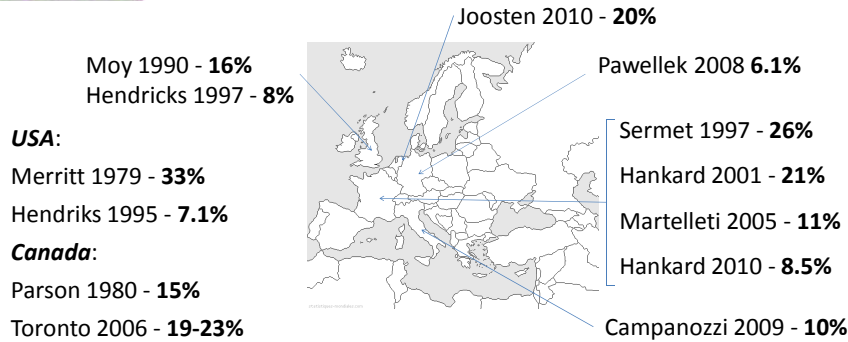 Joosten 2010 - 20%
Moy 1990 - 16%
Hendricks 1997 - 8%
Pawellek 2008 6.1%
USA:
Merritt 1979 - 33%
Hendriks 1995 - 7.1%
Canada:
Parson 1980 - 15%
Toronto 2006 - 19-23%
Sermet 1997 - 26%
Hankard 2001 - 21%
Martelleti 2005 - 11%
Hankard 2010 - 8.5%
Campanozzi 2009 - 10%